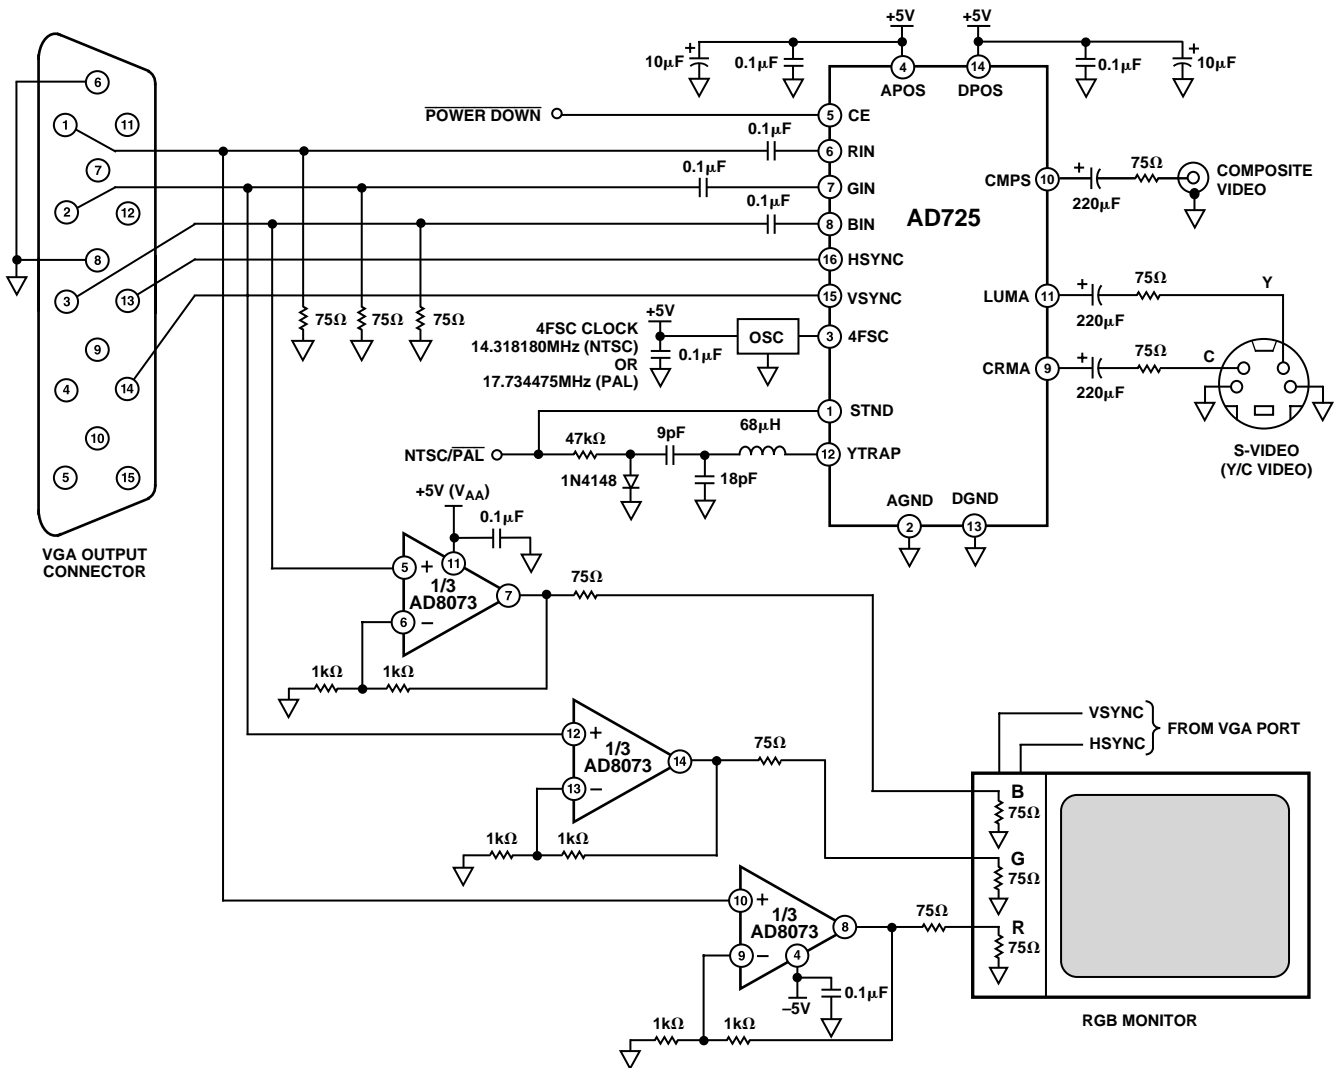 +5V
+5V
10µF
+
0.1µF
4
APOS
14
DPOS
0.1µF
+
10µF
6
1
11
7
2
12
8
3
13
9
4
14
10
5
15
VGA OUTPUT
CONNECTOR
POWER DOWN
5
CE
0.1µF
6
RIN
0.1µF
7
GIN
0.1µF
8
BIN
16
HSYNC
15
VSYNC
AD725
75Ω
75Ω
75Ω
4FSC CLOCK
14.318180MHz (NTSC)
OR
17.734475MHz (PAL)
+5V
0.1µF
OSC
3
4FSC
1
STND
NTSC/PAL
47kΩ
1N4148
9pF
18pF
68µH
12
YTRAP
AGND
2
DGND
13
CMPS
10
+
220µF
75Ω
COMPOSITE
VIDEO
LUMA
11
+
220µF
75Ω
Y
CRMA
9
+
220µF
75Ω
C
S-VIDEO
(Y/C VIDEO)
+5V (VAA)
0.1µF
5
+
11
1/3
AD8073
7
6
–
75Ω
1kΩ
1kΩ
12
+
1/3
AD8073
14
13
–
75Ω
1kΩ
1kΩ
10
+
1/3
AD8073
8
9
–
4
75Ω
–5V
0.1µF
1kΩ
1kΩ
VSYNC
HSYNC
FROM VGA PORT
B
75Ω
G
75Ω
R
75Ω
RGB MONITOR